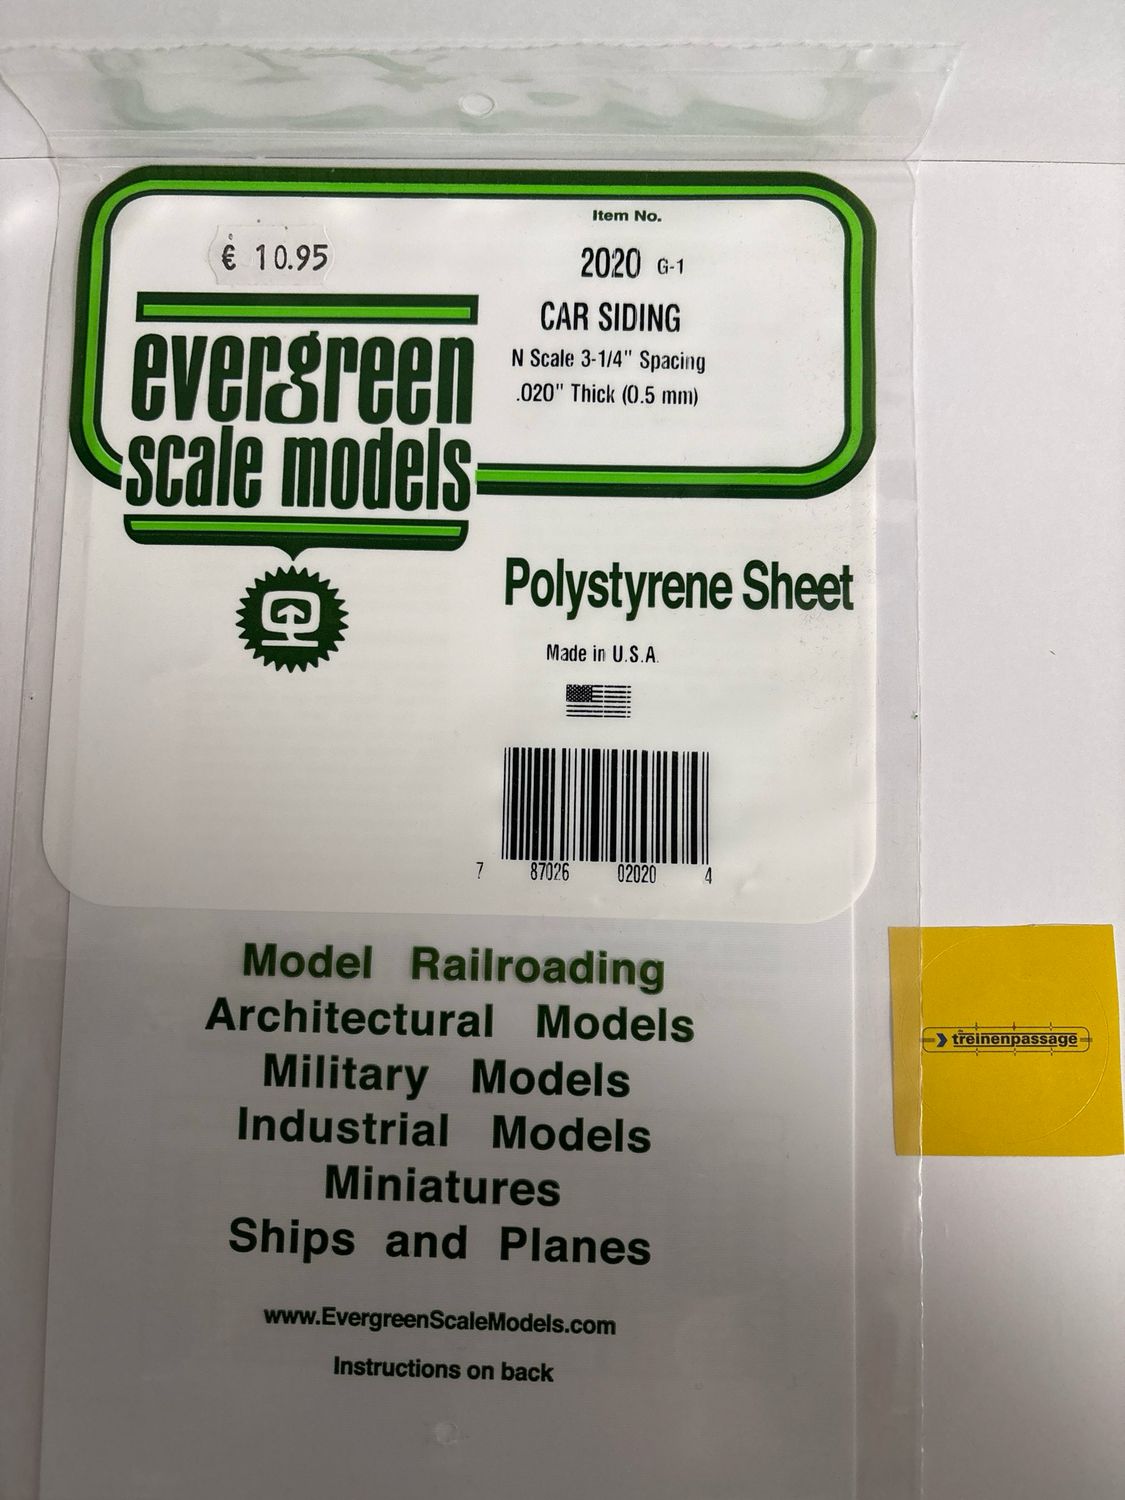 € 10.95
evergreen
scale models
Item No.
2020 G-1
CAR SIDING
N Scale 3-1/4" Spacing
.020" Thick (0.5 mm)
Polystyrene Sheet
Made in U.S.A.
7 87026 02020 4
Model Railroading
Architectural Models
Military Models
Industrial Models
Miniatures
Ships and Planes
www.EvergreenScaleModels.com
Instructions on back
de
treinenpassage